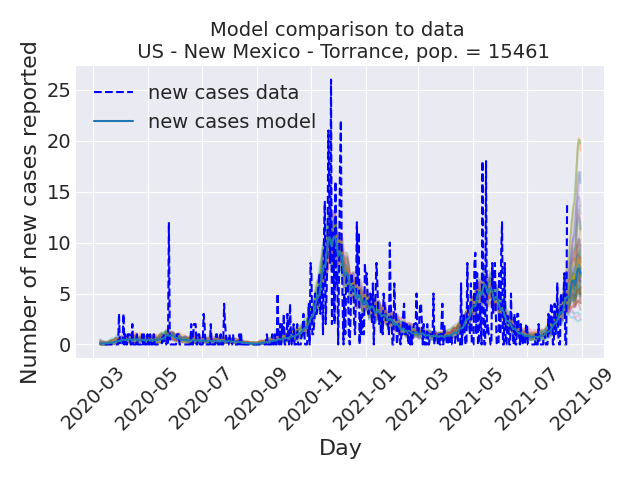 Model comparison to data
US - New Mexico - Torrance, pop. = 15461
Number of new cases reported
25
20
15
10
5
0
new cases data
new cases model
2020-03
2020-05
2020-07
2020-09
2020-11
2021-01
2021-03
2021-05
2021-07
2021-09
Day